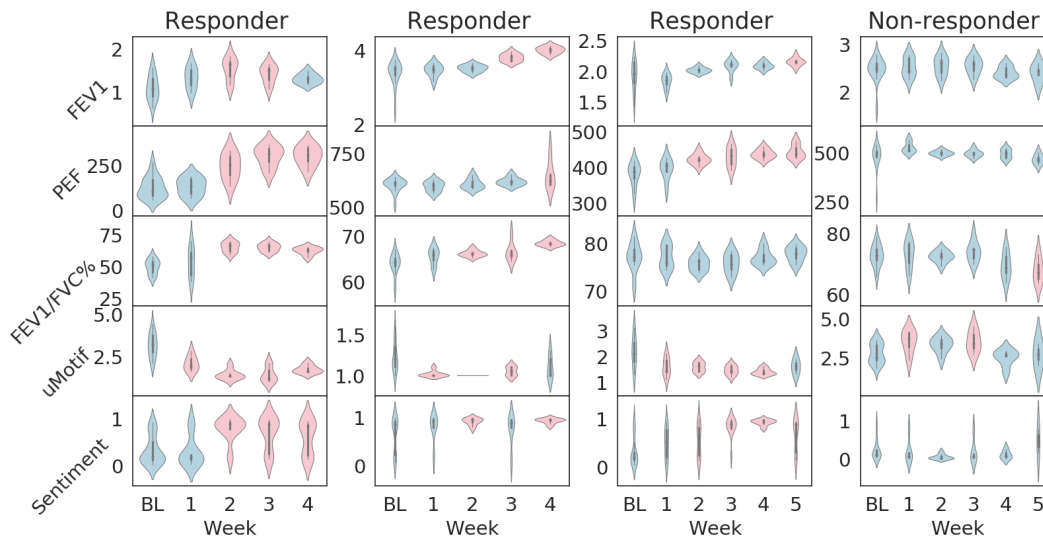 Responder Responder Responder Non-responder
FEV1 2 1 4 2 2.5 2.0 1.5 3 2
PEF 250 0 750 500 500 400 300 500 250
FEV1/FVC% 75 50 25 70 60 80 70 80 60
uMotif 5.0 2.5 1.5 1.0 3 2 1 5.0 2.5
Sentiment 1 0 1 0 1 0 1 0
BL 1 2 3 4 BL 1 2 3 4 BL 1 2 3 4 5 BL 1 2 3 4 5
Week Week Week Week